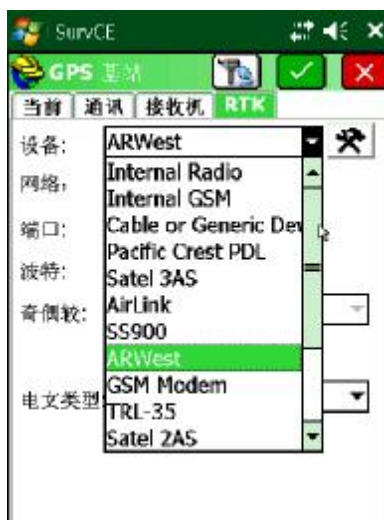 SurvCE
GPS 基站
当前 通讯 接收机 RTK
设备: ARWest
Internal Radio
网络,
Internal GSM
端口: Cable or Generic Dev
Pacific Crest PDL
波特:
Satel 3AS
奇偶较: AirLink
SS900
ARWest
GSM Modem
电文类型:
TRL-35
Satel 2AS